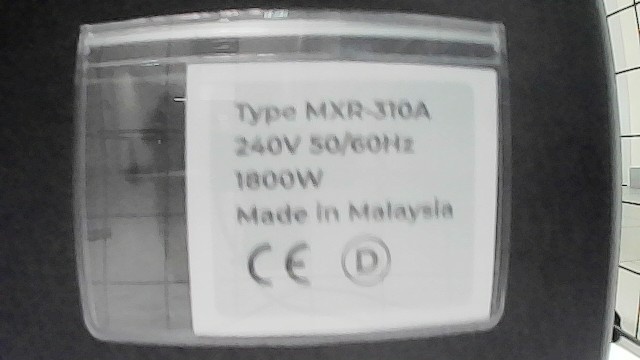 Type MXR-310A
240V 50/60Hz
1800W
Made in Malaysia
CE D